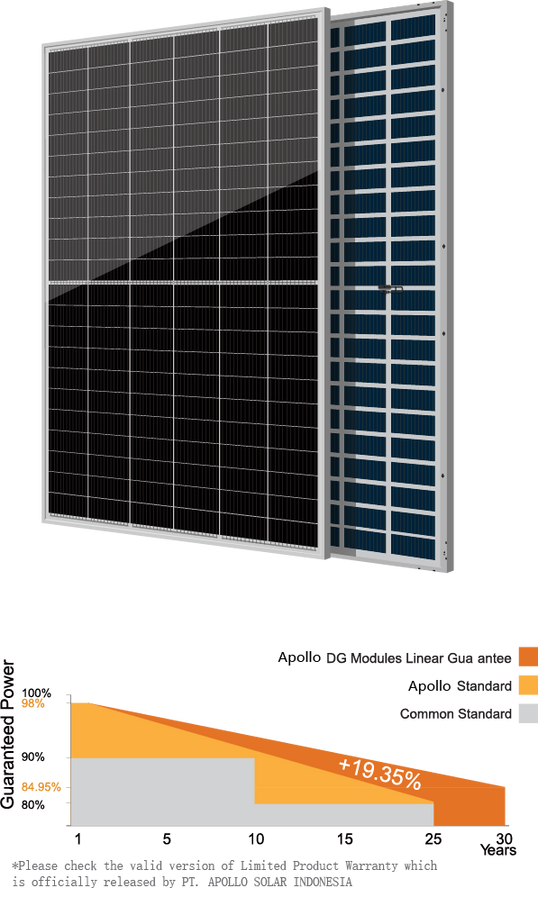 Apollo DG Modules Linear Gua antee
Apollo Standard
Common Standard
Guaranteed Power
100%
98%
90%
84.95%
80%
+19.35%
1 5 10 15 25 30
Years
*Please check the valid version of Limited Product Warranty which
is officially released by PT. APOLLO SOLAR INDONESIA